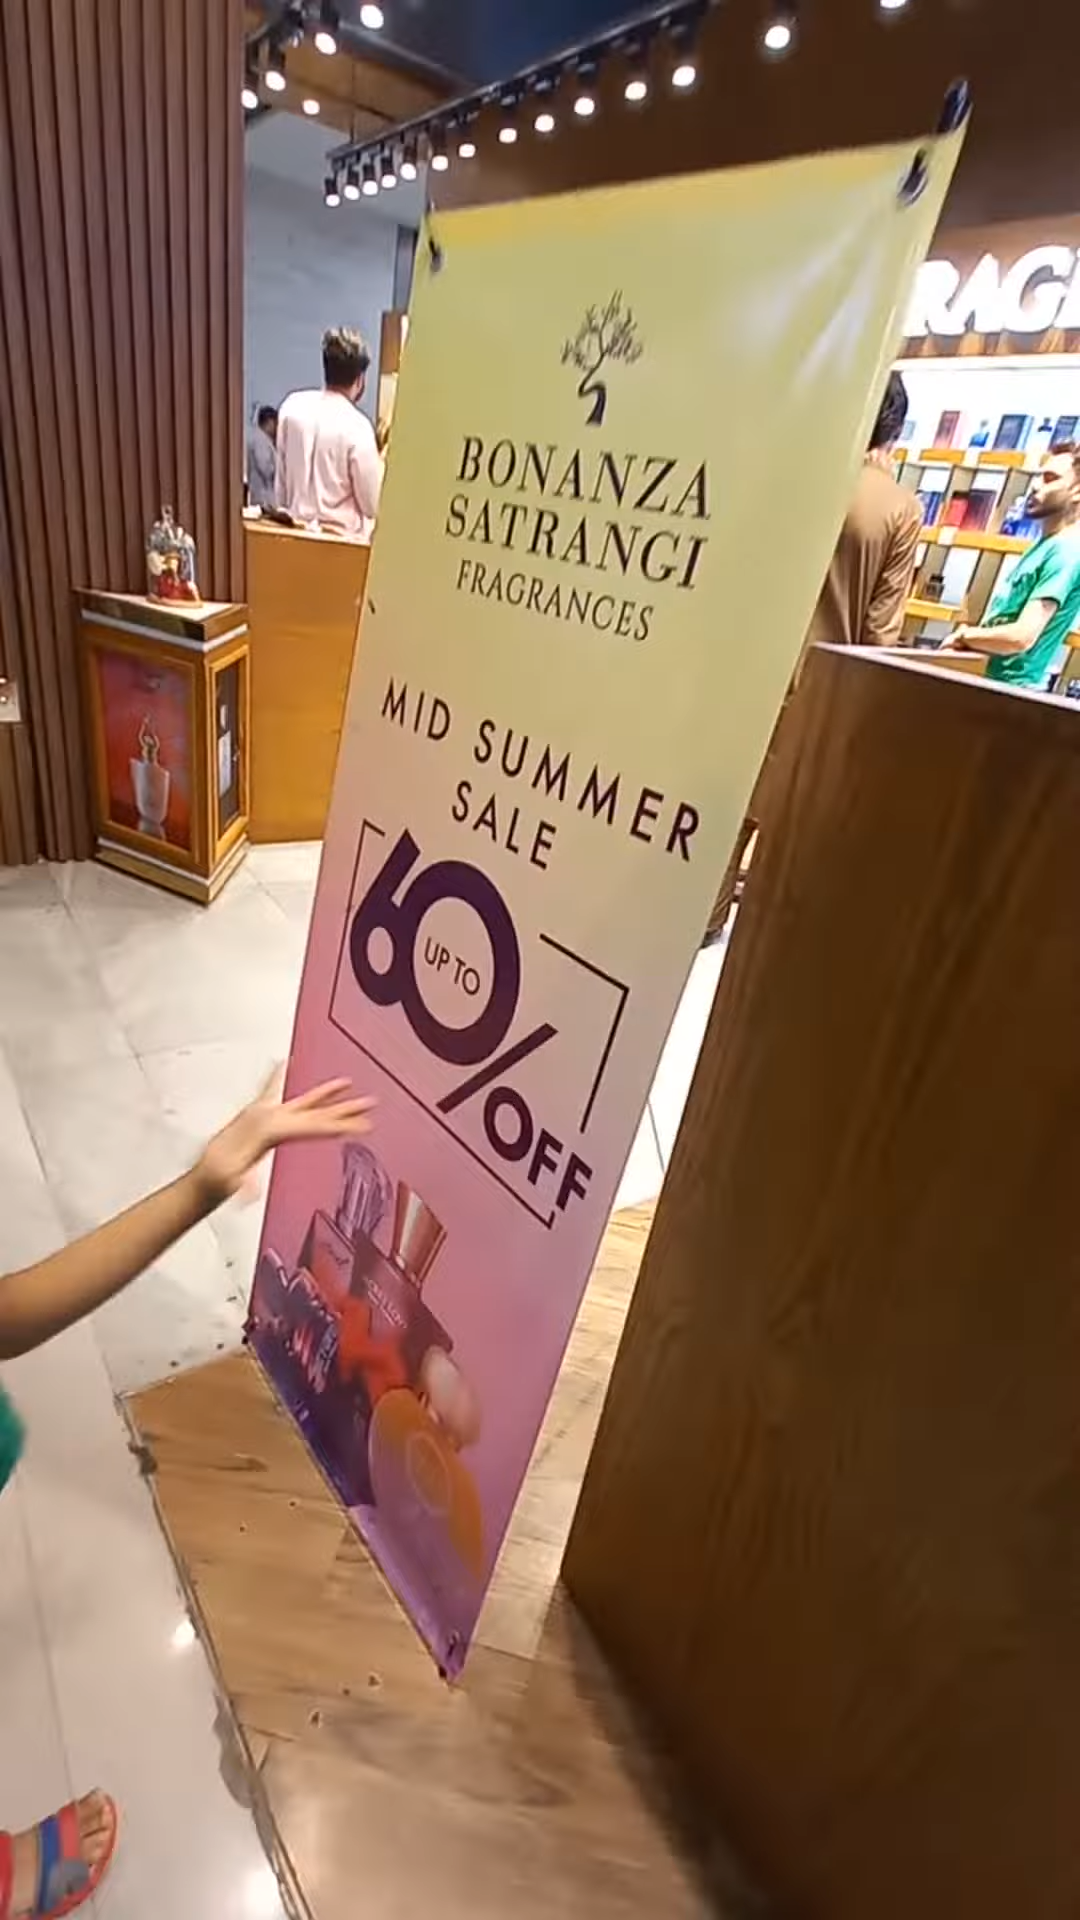 BONANZA
SATRANGI
FRAGRANCES
MID SUMMER
SALE
60%
UP TO
OFF